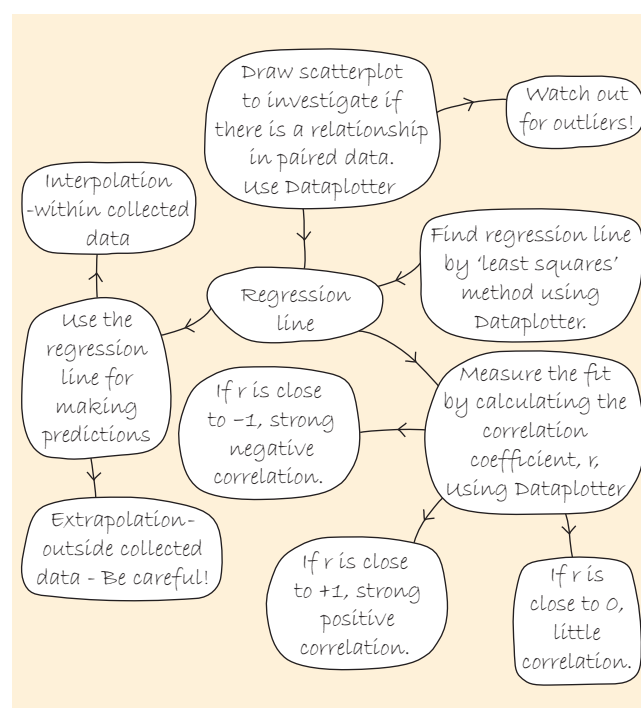 Draw scatterplot
to investigate if
there is a relationship
in paired data.
Use Dataplotter
Watch out
for outliers!
Interpolation
-within collected
data
Find regression line
by ‘least squares’
method using
Dataplotter.
Regression
line
Use the
regression
line for
making
predictions
Measure the fit
by calculating the
correlation
coefficient, r,
Using Dataplotter
If r is close
to –1, strong
negative
correlation.
Extrapolation-
outside collected
data - Be careful!
If r is close
to +1, strong
positive
correlation.
If r is
close to 0,
little
correlation.